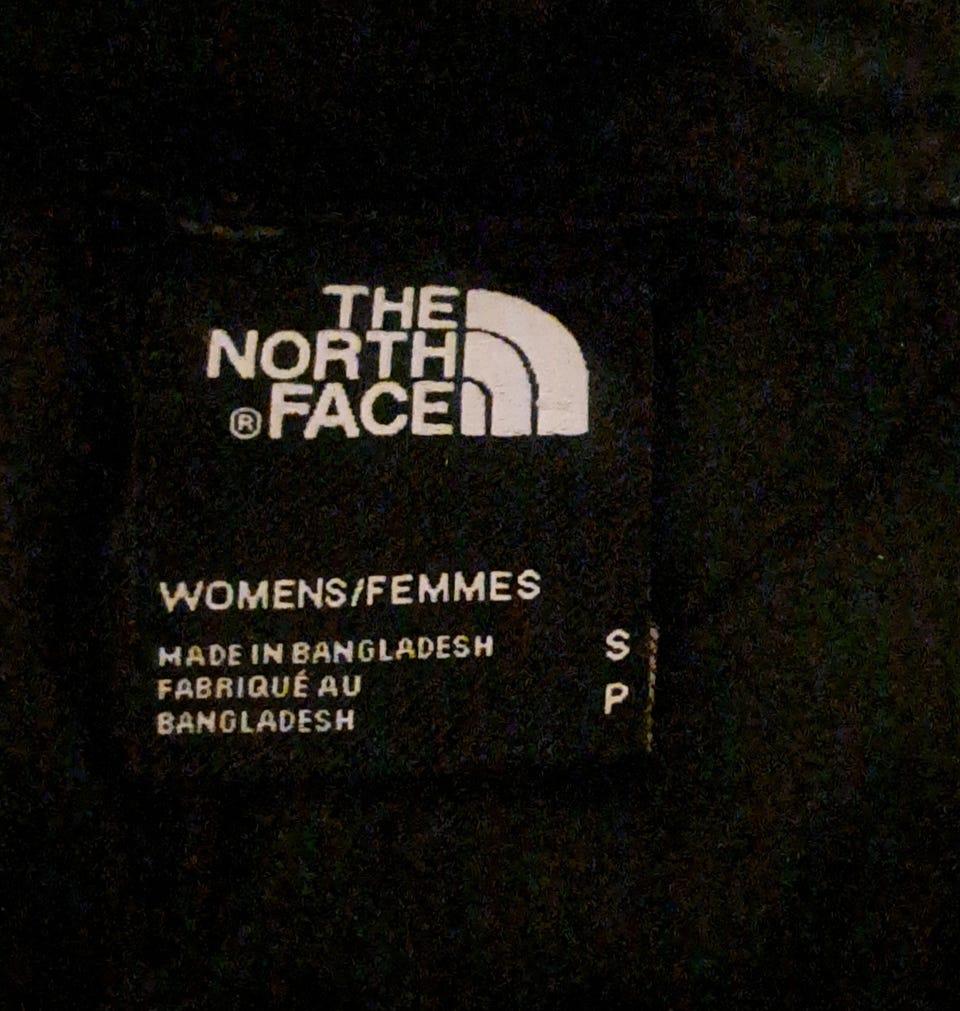 THE
NORTH
® FACE
WOMENS/FEMMES
MADE IN BANGLADESH S
FABRIQUÉ AU P
BANGLADESH